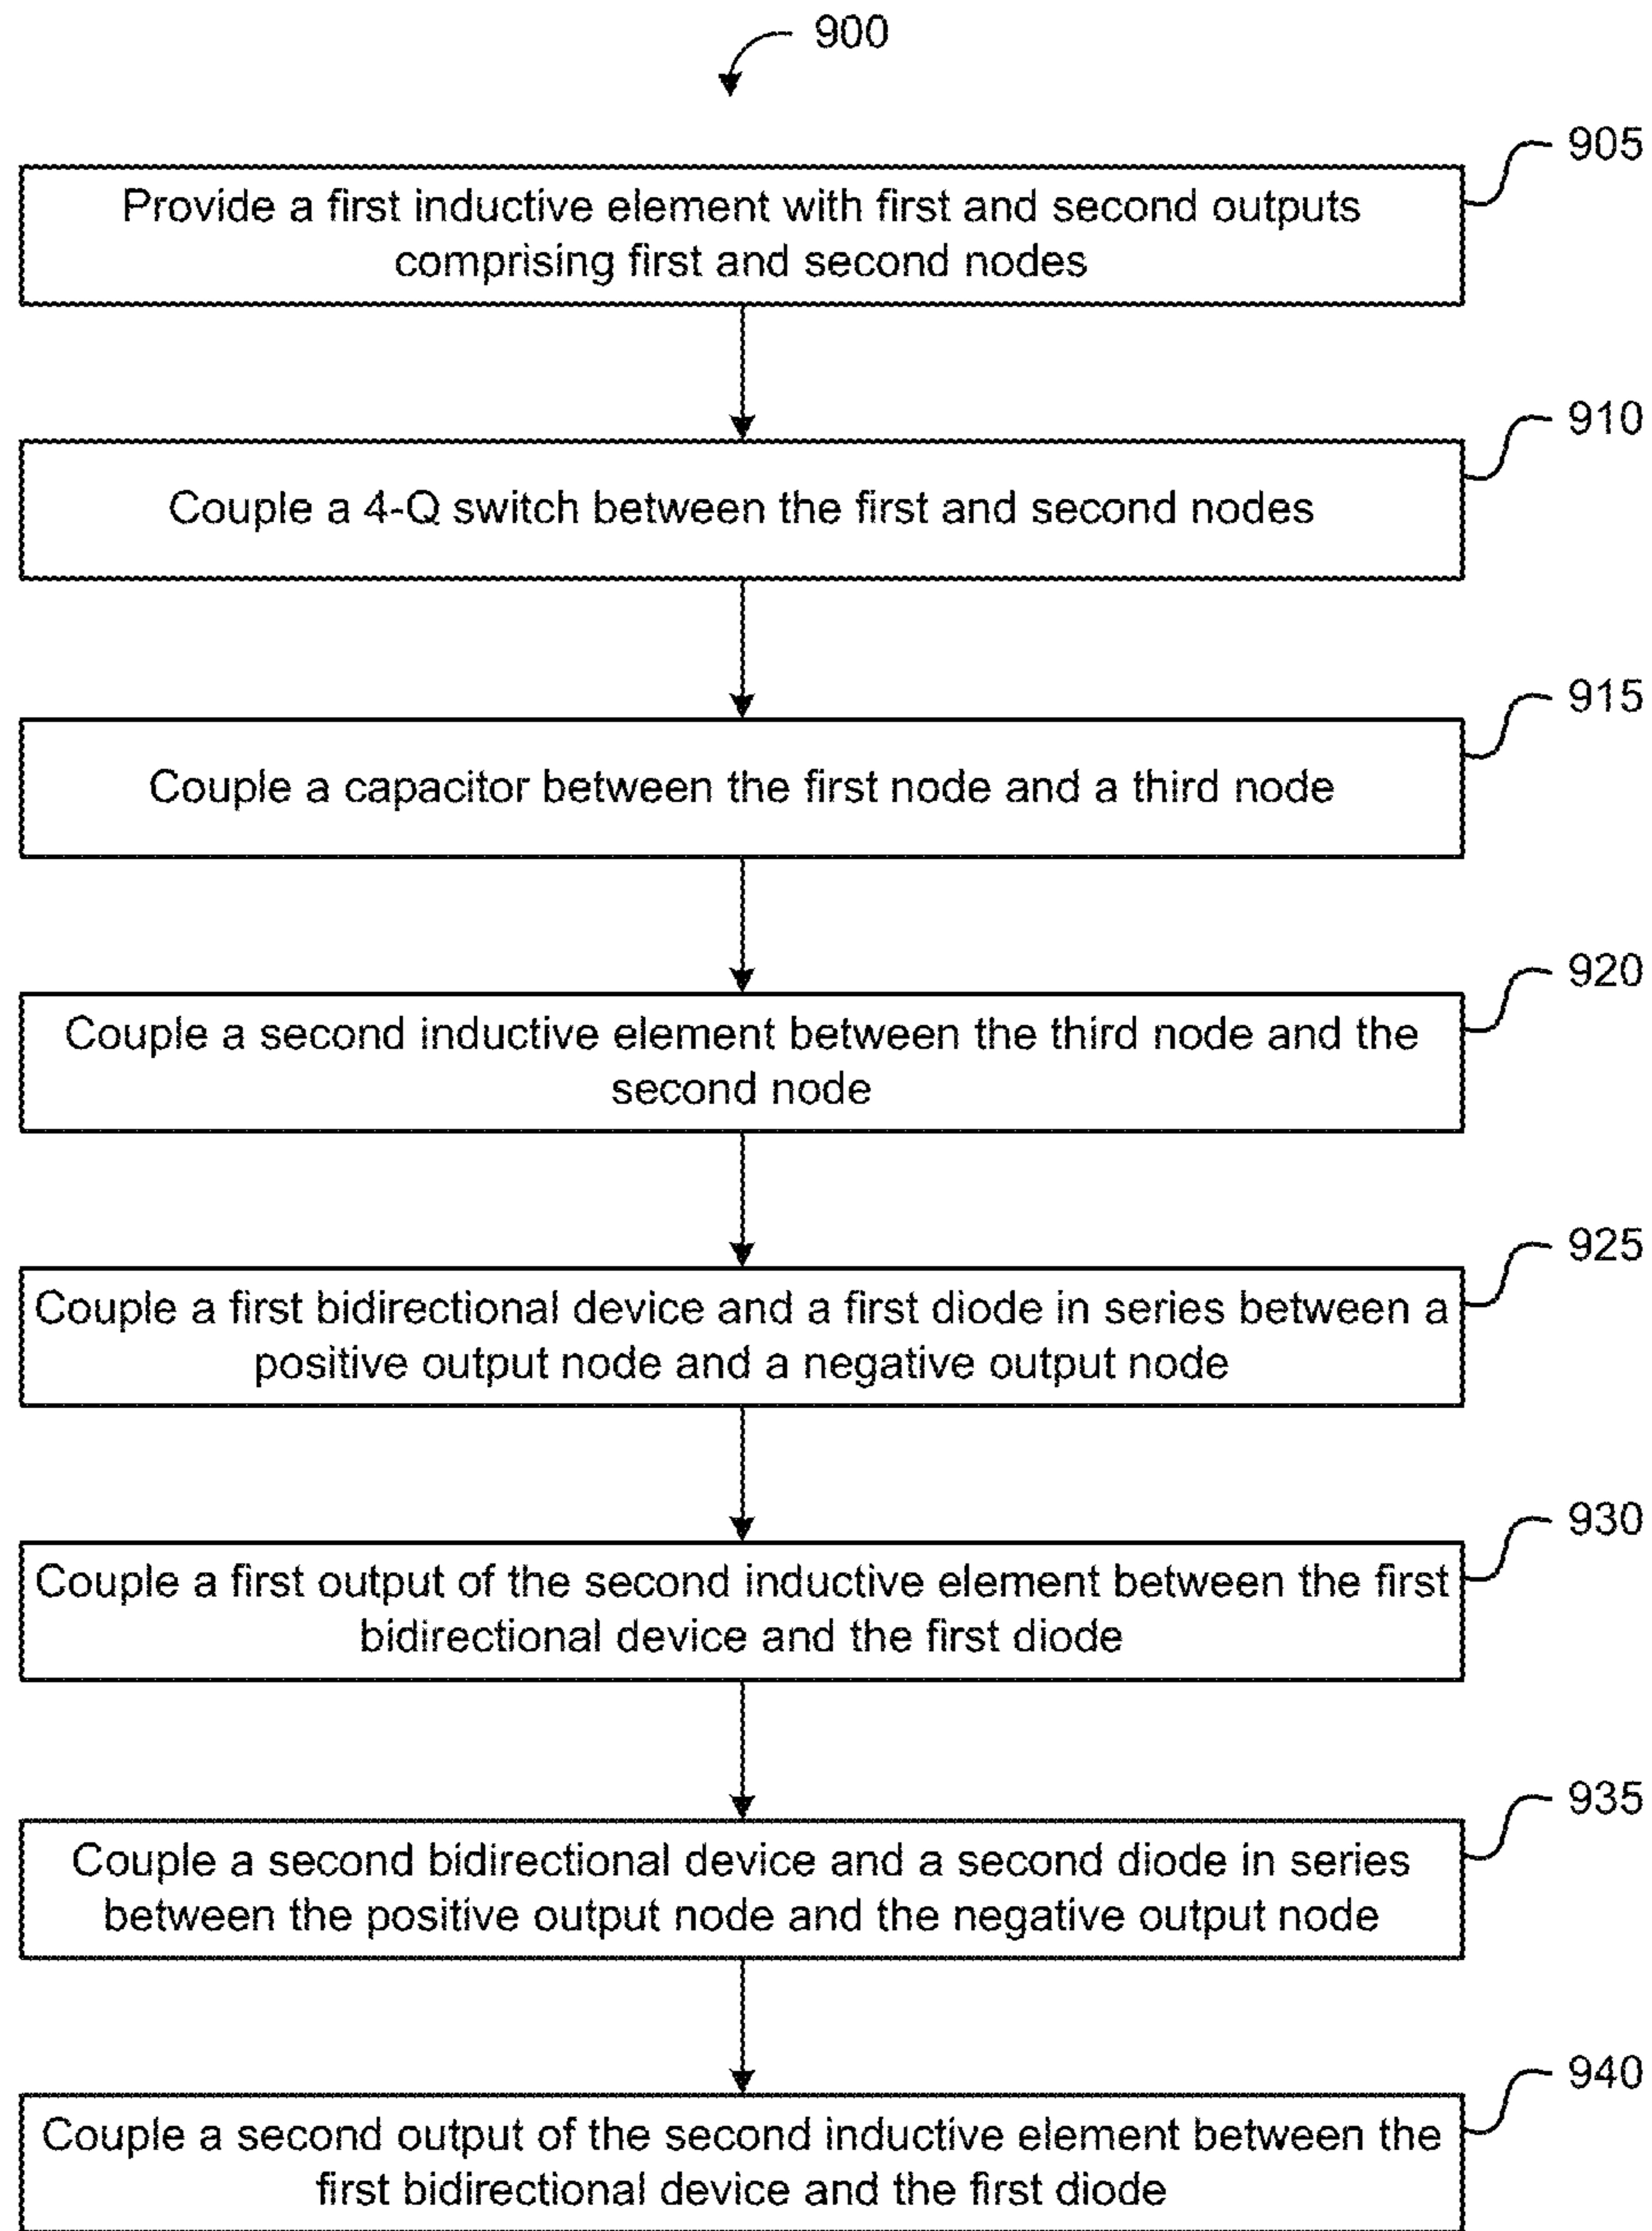 900
905
Provide a first inductive element with first and second outputs
comprising first and second nodes
910
Couple a 4-Q switch between the first and second nodes
915
Couple a capacitor between the first node and a third node
920
Couple a second inductive element between the third node and the
second node
925
Couple a first bidirectional device and a first diode in series between a
positive output node and a negative output node
930
Couple a first output of the second inductive element between the first
bidirectional device and the first diode
935
Couple a second bidirectional device and a second diode in series
between the positive output node and the negative output node
940
Couple a second output of the second inductive element between the
first bidirectional device and the first diode